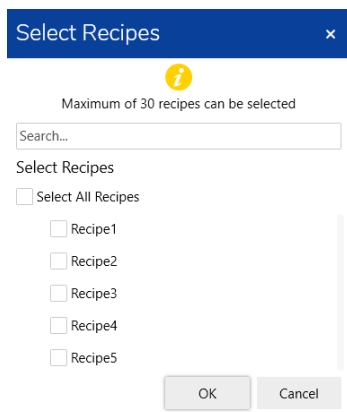 Select Recipes ×
i
Maximum of 30 recipes can be selected
Search...
Select Recipes
Select All Recipes
Recipe1
Recipe2
Recipe3
Recipe4
Recipe5
OK Cancel